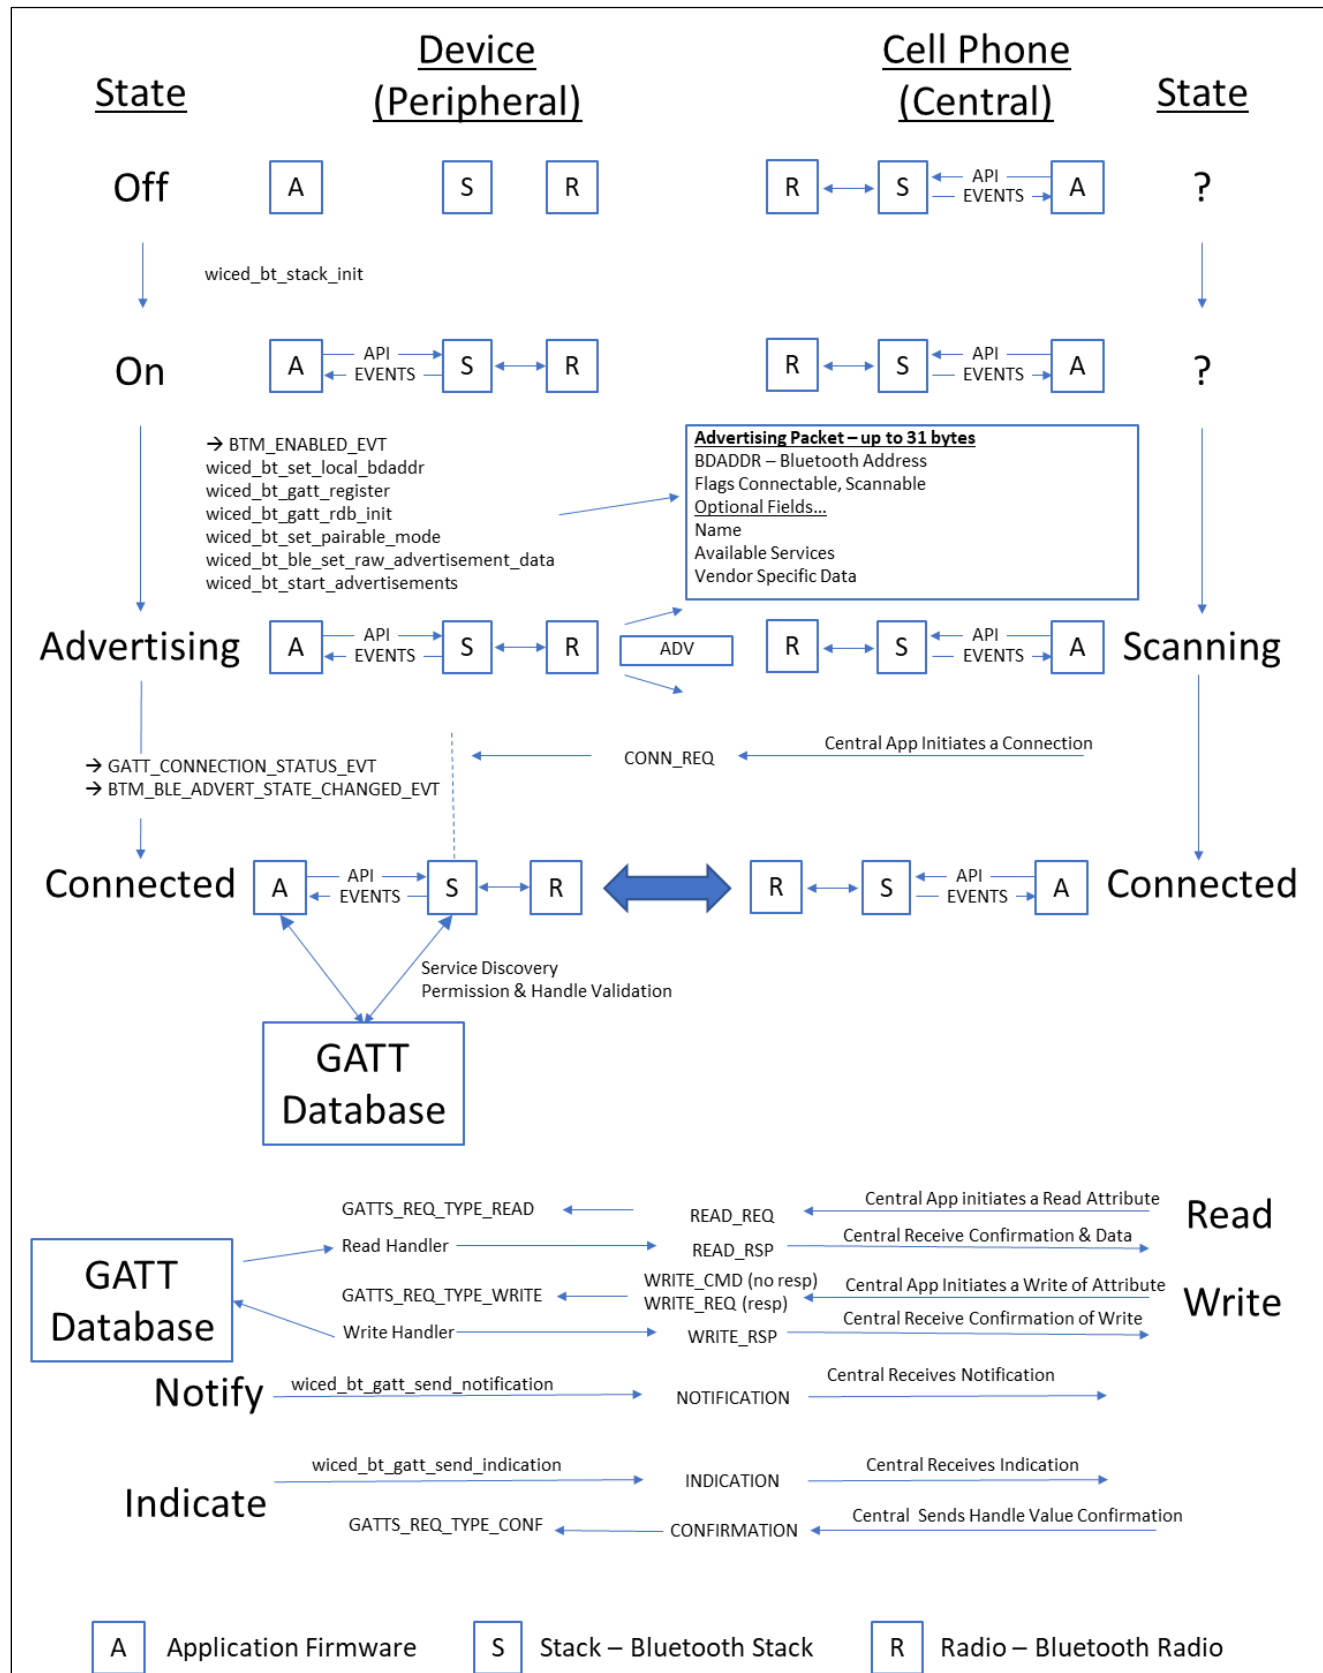 State
Device
(Peripheral)
Cell Phone
(Central)
State
Off
A
S
R
R
S
API
EVENTS
A
?
wiced_bt_stack_init
On
A
API
EVENTS
S
R
R
S
API
EVENTS
A
?
→ BTM_ENABLED_EVT
wiced_bt_set_local_bdaddr
wiced_bt_gatt_register
wiced_bt_gatt_rdb_init
wiced_bt_set_pairable_mode
wiced_bt_ble_set_raw_advertisement_data
wiced_bt_start_advertisements
Advertising Packet – up to 31 bytes
BDADDR – Bluetooth Address
Flags Connectable, Scannable
Optional Fields...
Name
Available Services
Vendor Specific Data
Advertising
A
API
EVENTS
S
R
ADV
R
S
API
EVENTS
A
Scanning
CONN_REQ
Central App Initiates a Connection
→ GATT_CONNECTION_STATUS_EVT
→ BTM_BLE_ADVERT_STATE_CHANGED_EVT
Connected
A
API
EVENTS
S
R
R
S
API
EVENTS
A
Connected
Service Discovery
Permission & Handle Validation
GATT
Database
GATTS_REQ_TYPE_READ
READ_REQ
Central App initiates a Read Attribute
Read
Read Handler
READ_RSP
Central Receive Confirmation & Data
GATT
Database
GATTS_REQ_TYPE_WRITE
WRITE_CMD (no resp)
WRITE_REQ (resp)
Central App Initiates a Write of Attribute
Write
Write Handler
WRITE_RSP
Central Receive Confirmation of Write
Notify
wiced_bt_gatt_send_notification
NOTIFICATION
Central Receives Notification
Indicate
wiced_bt_gatt_send_indication
INDICATION
Central Receives Indication
GATTS_REQ_TYPE_CONF
CONFIRMATION
Central Sends Handle Value Confirmation
A
Application Firmware
S
Stack – Bluetooth Stack
R
Radio – Bluetooth Radio